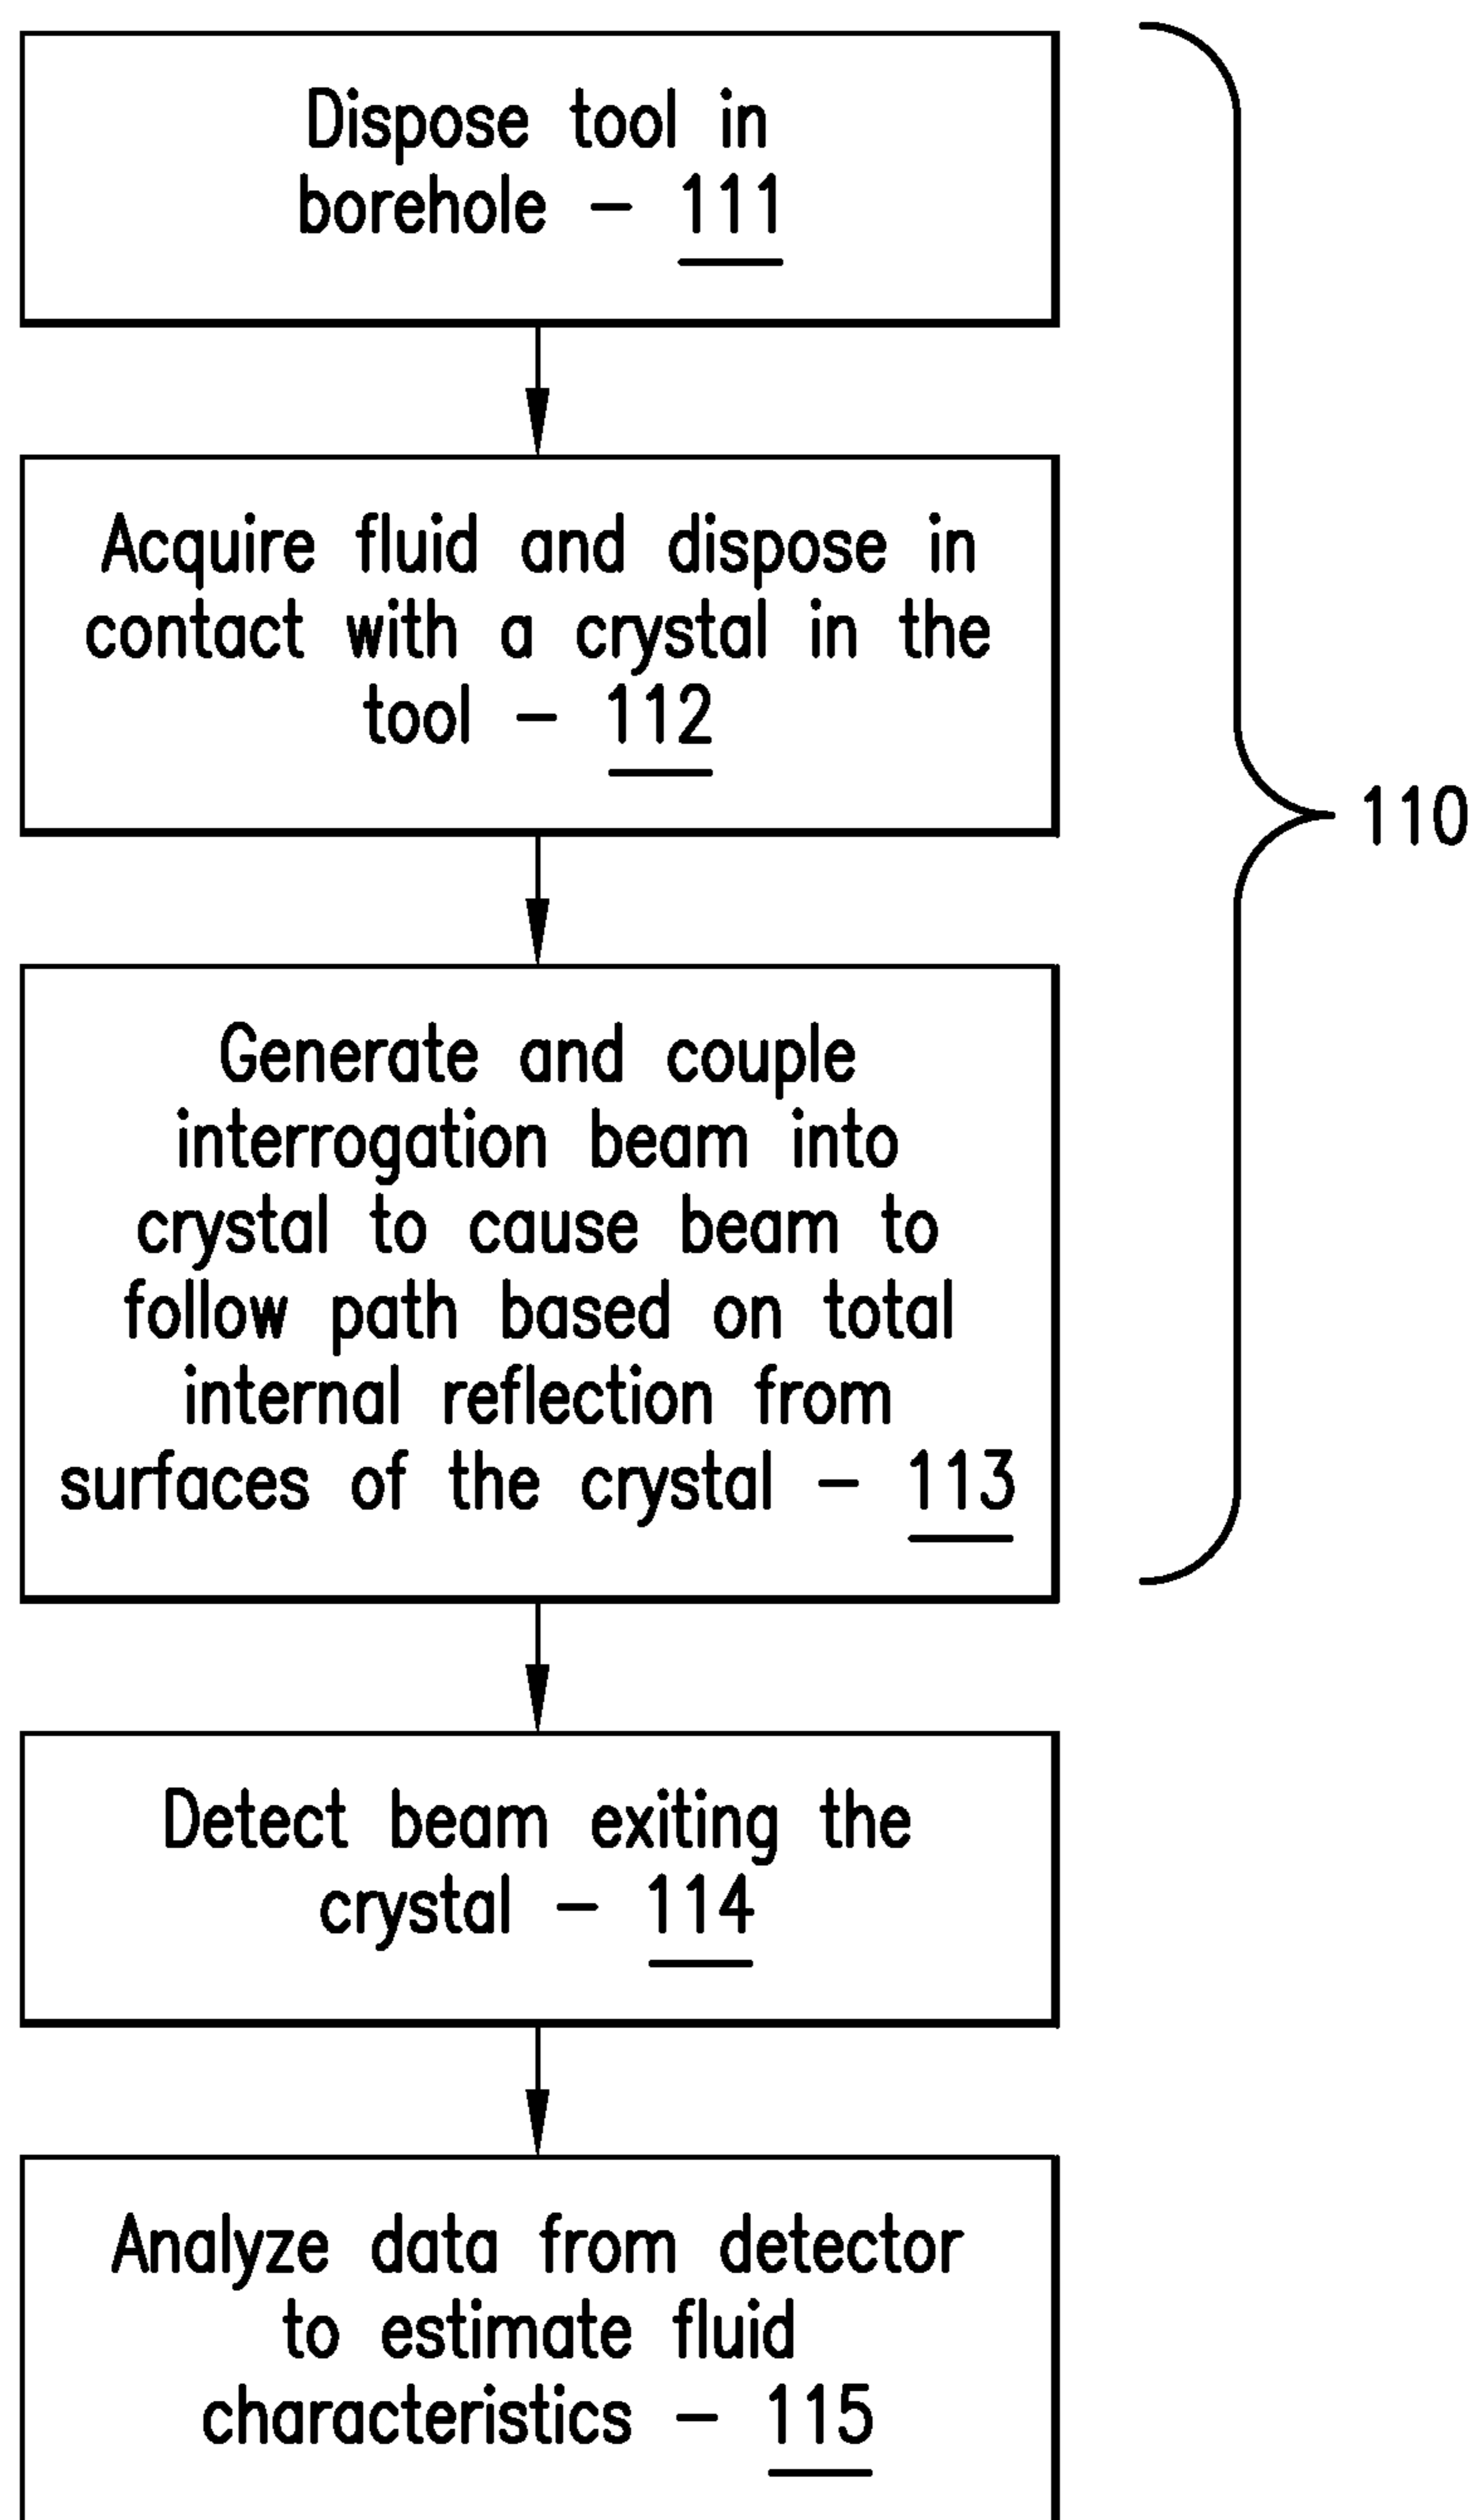 Dispose tool in
borehole – 111
Acquire fluid and dispose in
contact with a crystal in the
tool – 112
110
Generate and couple
interrogation beam into
crystal to cause beam to
follow path based on total
internal reflection from
surfaces of the crystal – 113
Detect beam exiting the
crystal – 114
Analyze data from detector
to estimate fluid
characteristics – 115